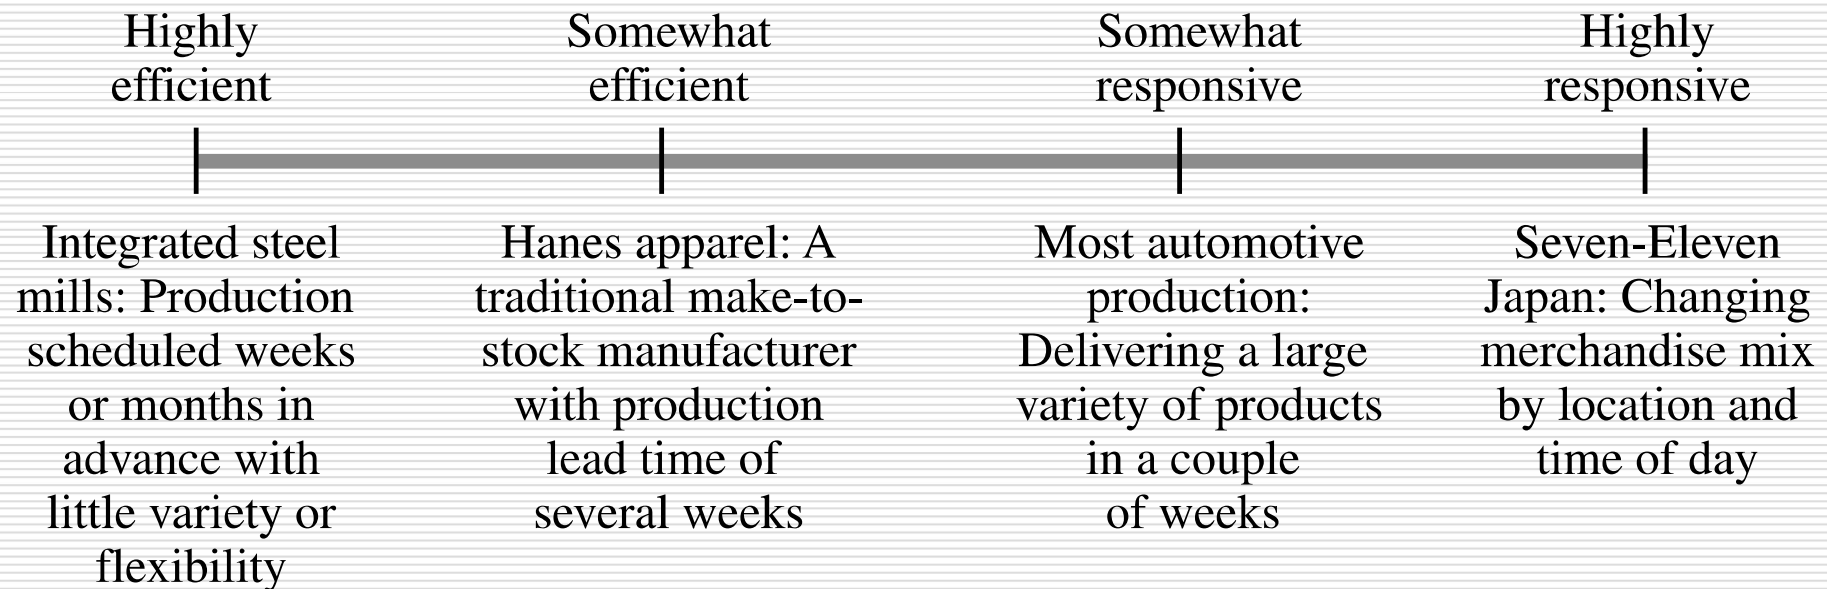 Highly
efficient
Somewhat
efficient
Somewhat
responsive
Highly
responsive
Integrated steel
mills: Production
scheduled weeks
or months in
advance with
little variety or
flexibility
Hanes apparel: A
traditional make-to-
stock manufacturer
with production
lead time of
several weeks
Most automotive
production:
Delivering a large
variety of products
in a couple
of weeks
Seven-Eleven
Japan: Changing
merchandise mix
by location and
time of day